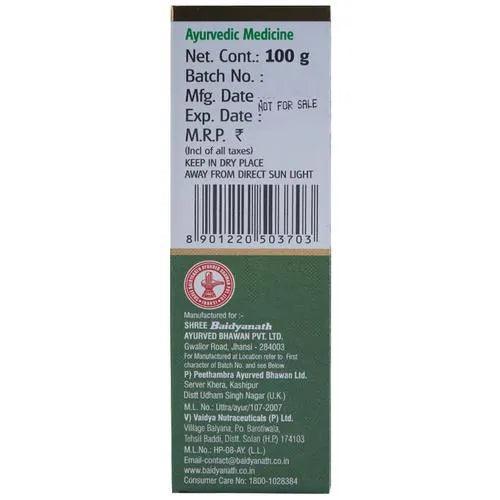 Ayurvedic Medicine
Net. Cont.: 100 g
Batch No. :
Mfg. Date
NOT FOR SALE
Exp. Date :
M.R.P. ₹
(Incl of all taxes)
KEEP IN DRY PLACE
AWAY FROM DIRECT SUN LIGHT
8 901220 503703
Manufactured for :-
SHREE Baidyanath
AYURVED BHAWAN PVT. LTD.
Gwalior Road, Jhansi - 284003
For Manufactured at Location refer to First
character of Batch No. and see Below
P) Peethambra Ayurved Bhawan Ltd.
Server Khera, Kashipur
Distt Udham Singh Nagar (U.K.)
M.L. No.: Uttra/ayur/107-2007
V) Vaidya Nutraceuticals (P) Ltd.
Village Balyana, P.o. Barotiwala,
Tehsil Baddi, Distt. Solan (H.P) 174103
M.L.No: HP-08-AY. (L.L.)
Email-contact@baidyanath.co.in
www.baidyanath.co.in
Consumer Care No: 1800-1028384